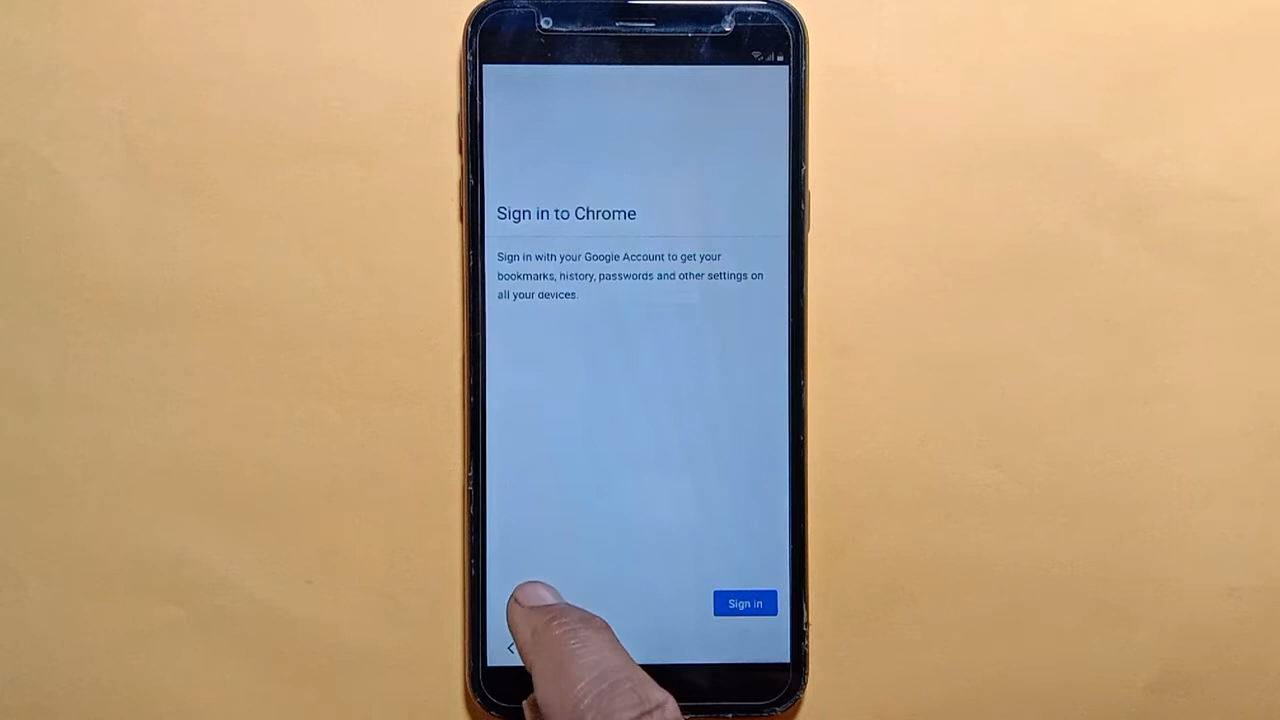 Sign in to Chrome
Sign in with your Google Account to get your
bookmarks, history, passwords and other settings on
all your devices.
Sign in